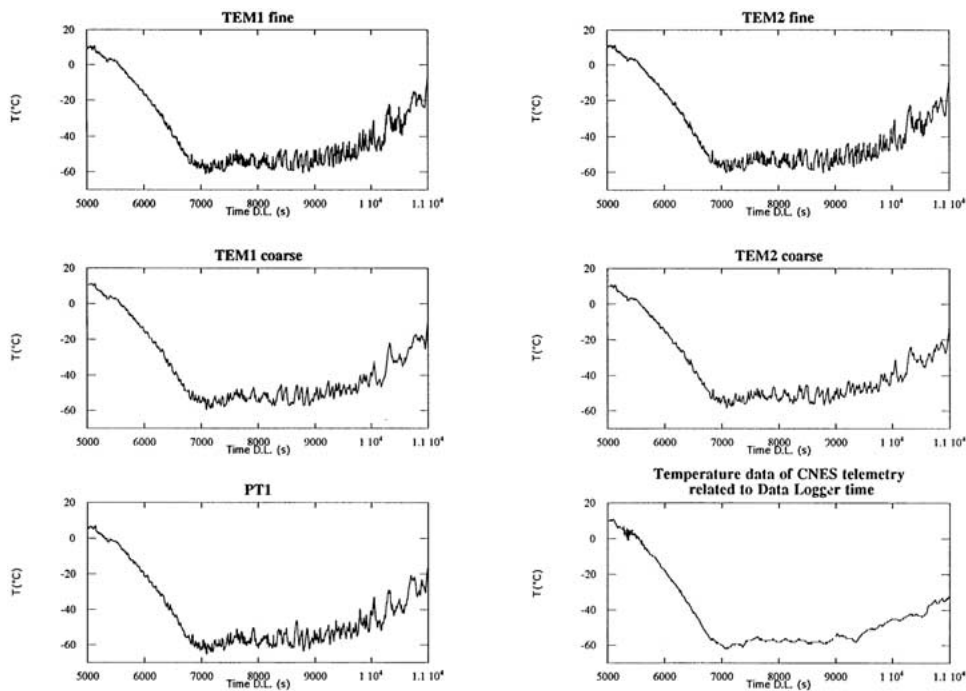 TEM1 fine
TEM2 fine
20
0
-20
-40
-60
T(°C)
5000 6000 7000 8000 9000 1 10⁴ 1.1 10⁴
Time D.L. (s)
20
0
-20
-40
-60
T(°C)
5000 6000 7000 8000 9000 1 10⁴ 1.1 10⁴
Time D.L. (s)
TEM1 coarse
TEM2 coarse
20
0
-20
-40
-60
T(°C)
5000 6000 7000 8000 9000 1 10⁴ 1.1 10⁴
Time D.L. (s)
20
0
-20
-40
-60
T(°C)
5000 6000 7000 8000 9000 1 10⁴ 1.1 10⁴
Time D.L. (s)
PT1
Temperature data of CNES telemetry
related to Data Logger time
20
0
-20
-40
-60
T(°C)
5000 6000 7000 8000 9000 1 10⁴ 1.1 10⁴
Time D.L. (s)
20
0
-20
-40
-60
T(°C)
5000 6000 7000 8000 9000 1 10⁴ 1.1 10⁴
Time D.L. (s)